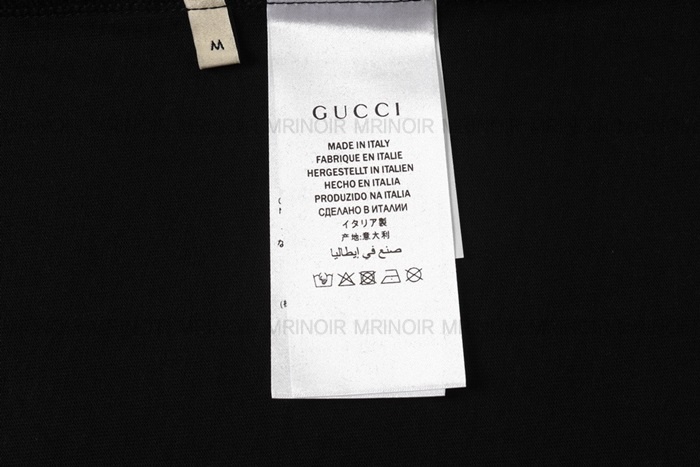 M
GUCCI
MRINOIR MRINOIR
MADE IN ITALY
FABRIQUE EN ITALIE
HERGESTELLT IN ITALIEN
HECHO EN ITALIA
PRODUZIDO NA ITALIA
СДЕЛАНО В ИТАЛИИ
イタリア製
产地:意大利
صنع في إيطاليا
MRINOIR MRINOIR